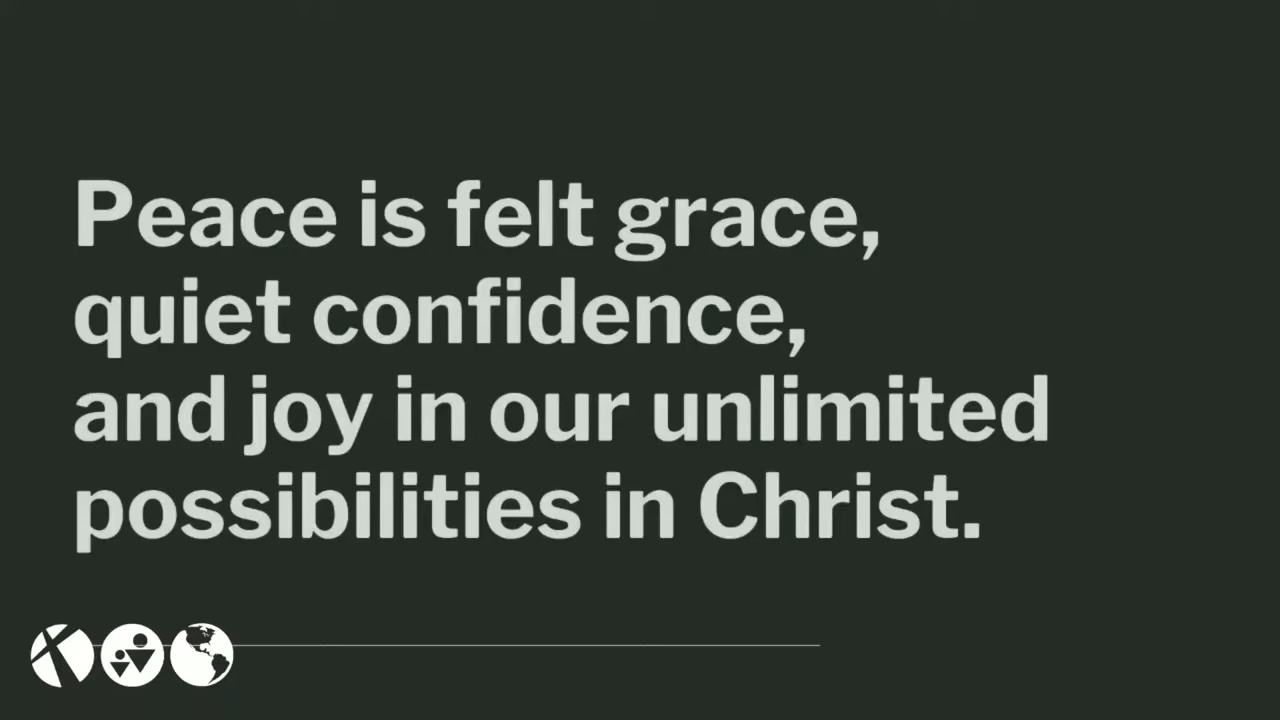 Peace is felt grace,
quiet confidence,
and joy in our unlimited
possibilities in Christ.